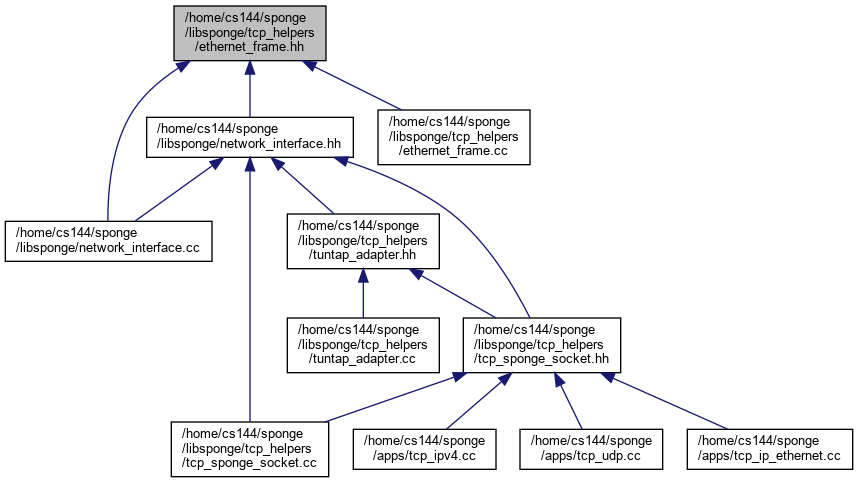 /home/cs144/sponge
/libsponge/tcp_helpers
/ethernet_frame.hh
/home/cs144/sponge
/libsponge/network_interface.hh
/home/cs144/sponge
/libsponge/tcp_helpers
/ethernet_frame.cc
/home/cs144/sponge
/libsponge/network_interface.cc
/home/cs144/sponge
/libsponge/tcp_helpers
/tuntap_adapter.hh
/home/cs144/sponge
/libsponge/tcp_helpers
/tuntap_adapter.cc
/home/cs144/sponge
/libsponge/tcp_helpers
/tcp_sponge_socket.hh
/home/cs144/sponge
/libsponge/tcp_helpers
/tcp_sponge_socket.cc
/home/cs144/sponge
/apps/tcp_ipv4.cc
/home/cs144/sponge
/apps/tcp_udp.cc
/home/cs144/sponge
/apps/tcp_ip_ethernet.cc